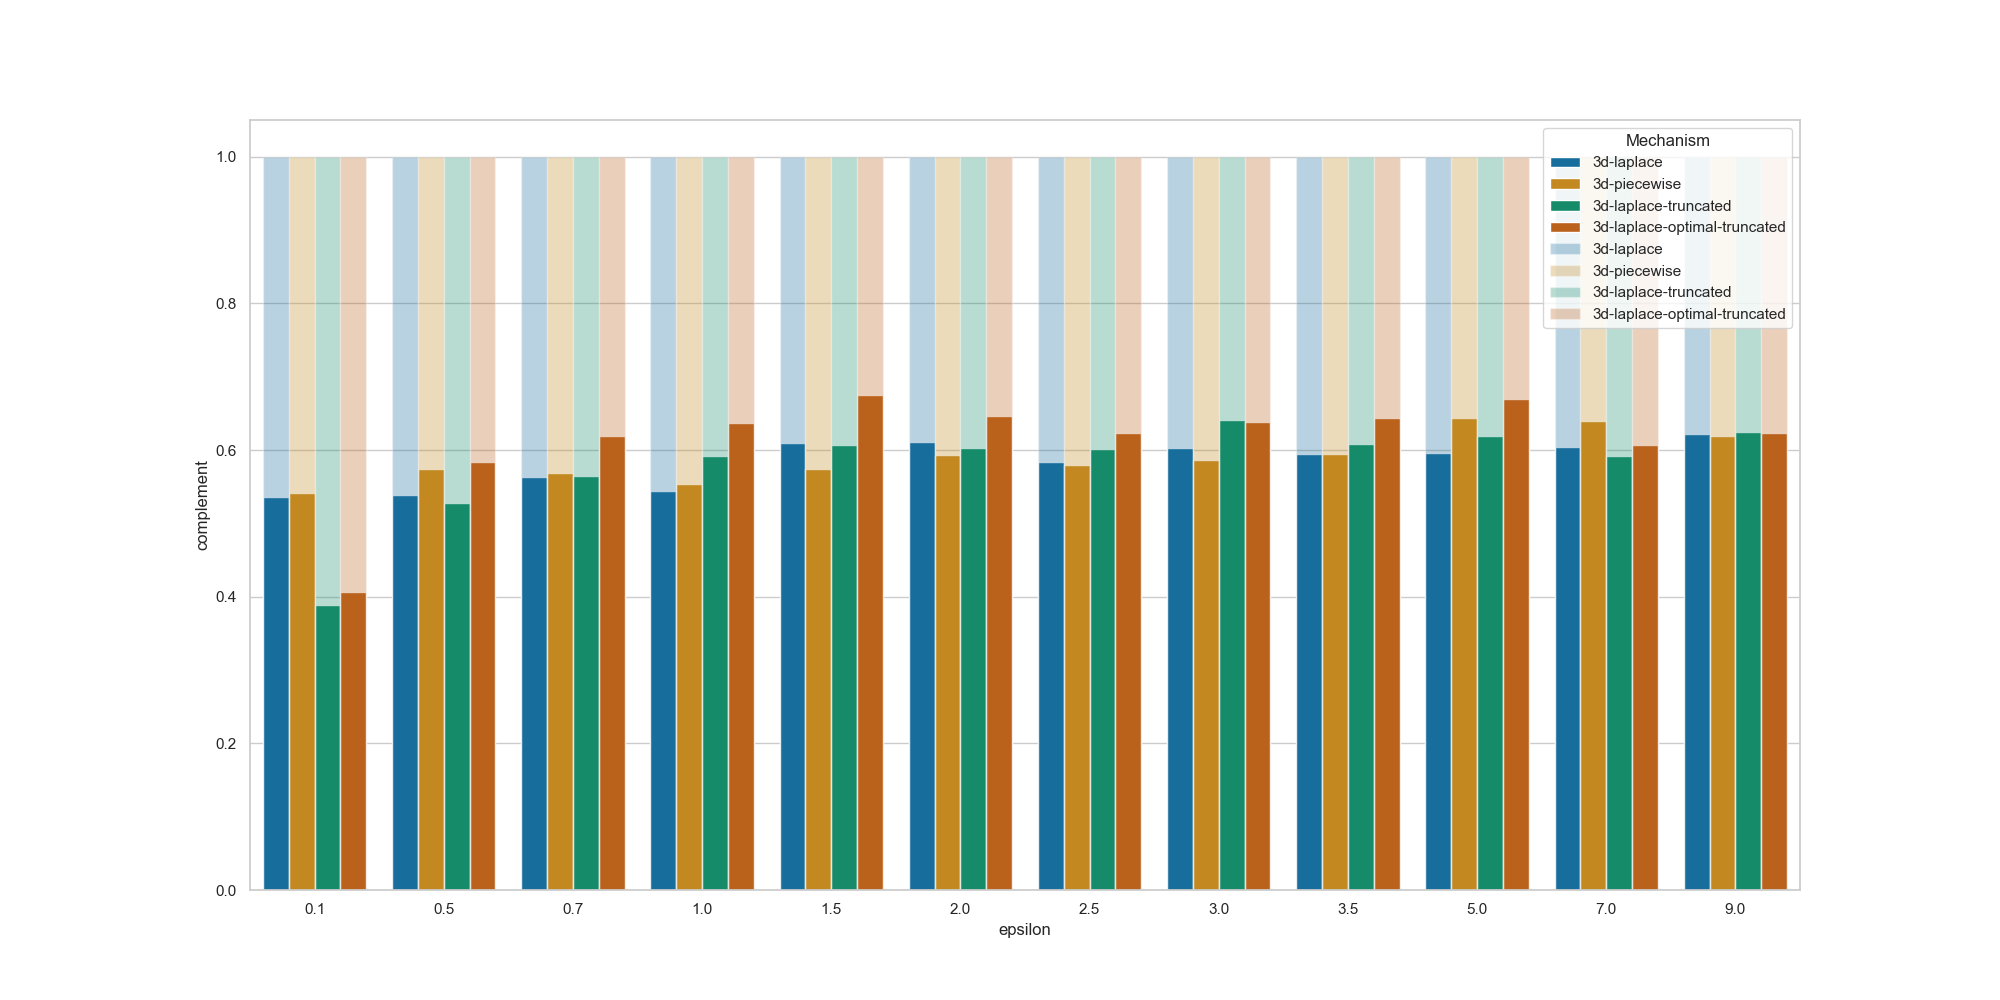 Mechanism
3d-laplace
3d-piecewise
3d-laplace-truncated
3d-laplace-optimal-truncated
3d-laplace
3d-piecewise
3d-laplace-truncated
3d-laplace-optimal-truncated
1.0
0.8
0.6
0.4
0.2
0.0
complement
0.1 0.5 0.7 1.0 1.5 2.0 2.5 3.0 3.5 5.0 7.0 9.0
epsilon